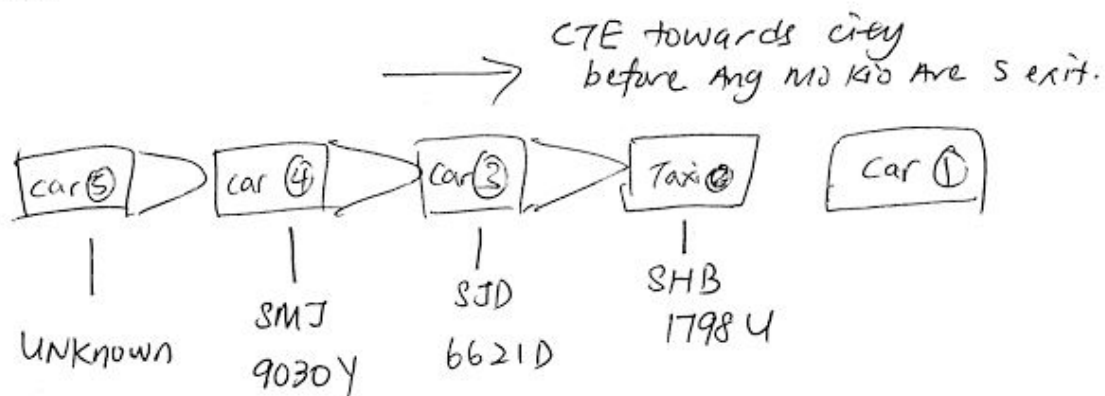 CTE towards city
before Ang Mo Kio Ave 5 exit.
car ⑤ car ④ car ③ Taxi ② car ①
UNKnown
SMJ
9030Y
SJD
6621D
SHB
1798U